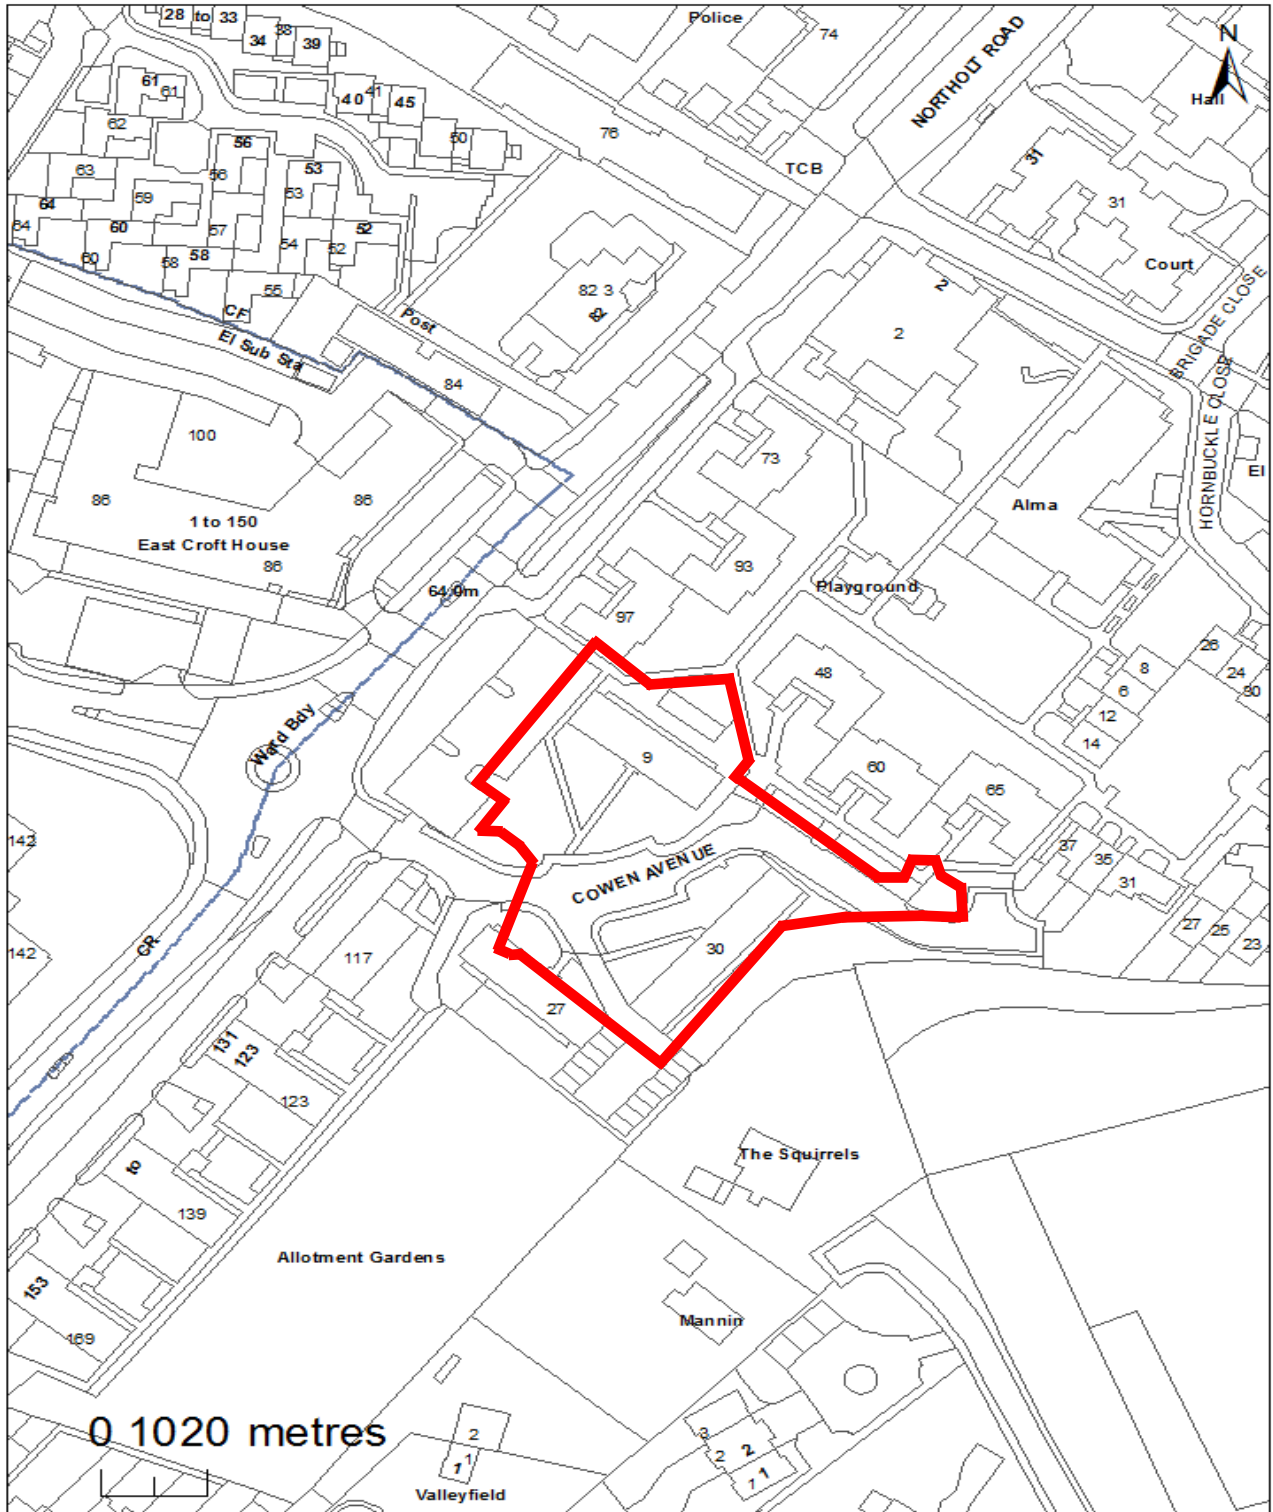 28 to 33
34
38
39
Police
74
NORTHOLT ROAD
N
Hall
61
61
40
41
45
62
50
76
TCB
56
56
53
53
63
59
64
64
60
60
57
58
58
54
52
52
55
31
31
Court
CF
El Sub Sta
Post
82 3
82
2
2
BRIGADE CLOSE
HORNBUCKLE CLOSE
84
100
73
El
86
86
1 to 150
East Croft House
86
Alma
93
Playground
64.0m
97
48
26
8
24
30
6
12
14
Ward Bdy
9
60
65
142
37
35
31
COWEN AVENUE
27
25
23
142
CR
117
30
27
131
123
123
to
The Squirrels
139
Allotment Gardens
153
169
Mannin
0 1020 metres
2
1
1
3
2
2
1
1
Valleyfield